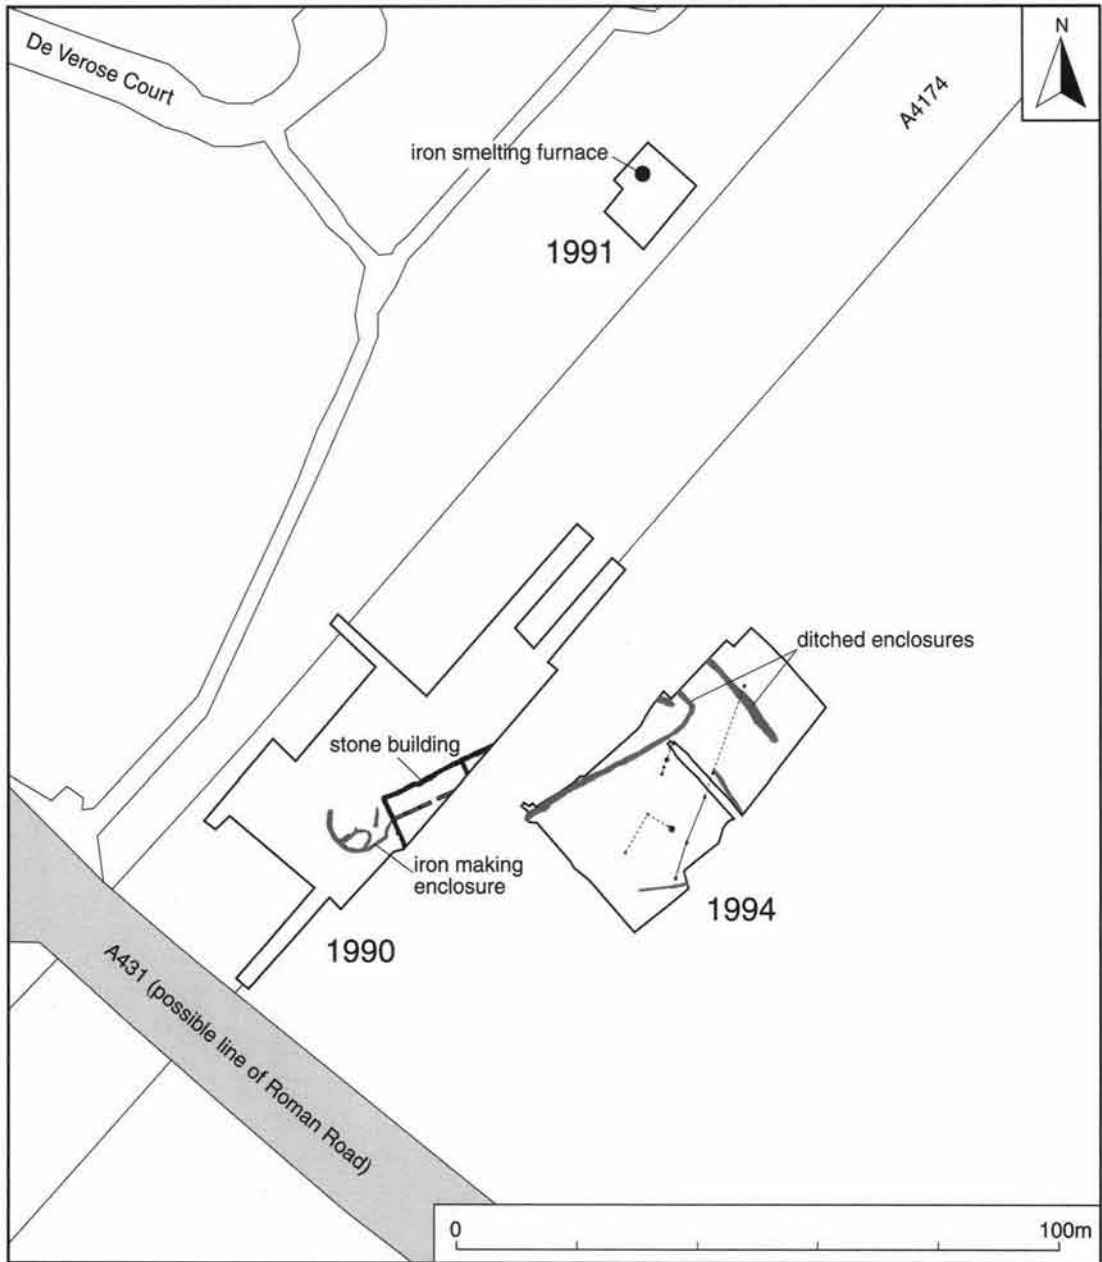 N
De Verose Court
A4174
iron smelting furnace
1991
ditched enclosures
stone building
iron making
enclosure
1994
1990
A431 (possible line of Roman Road)
0
100m